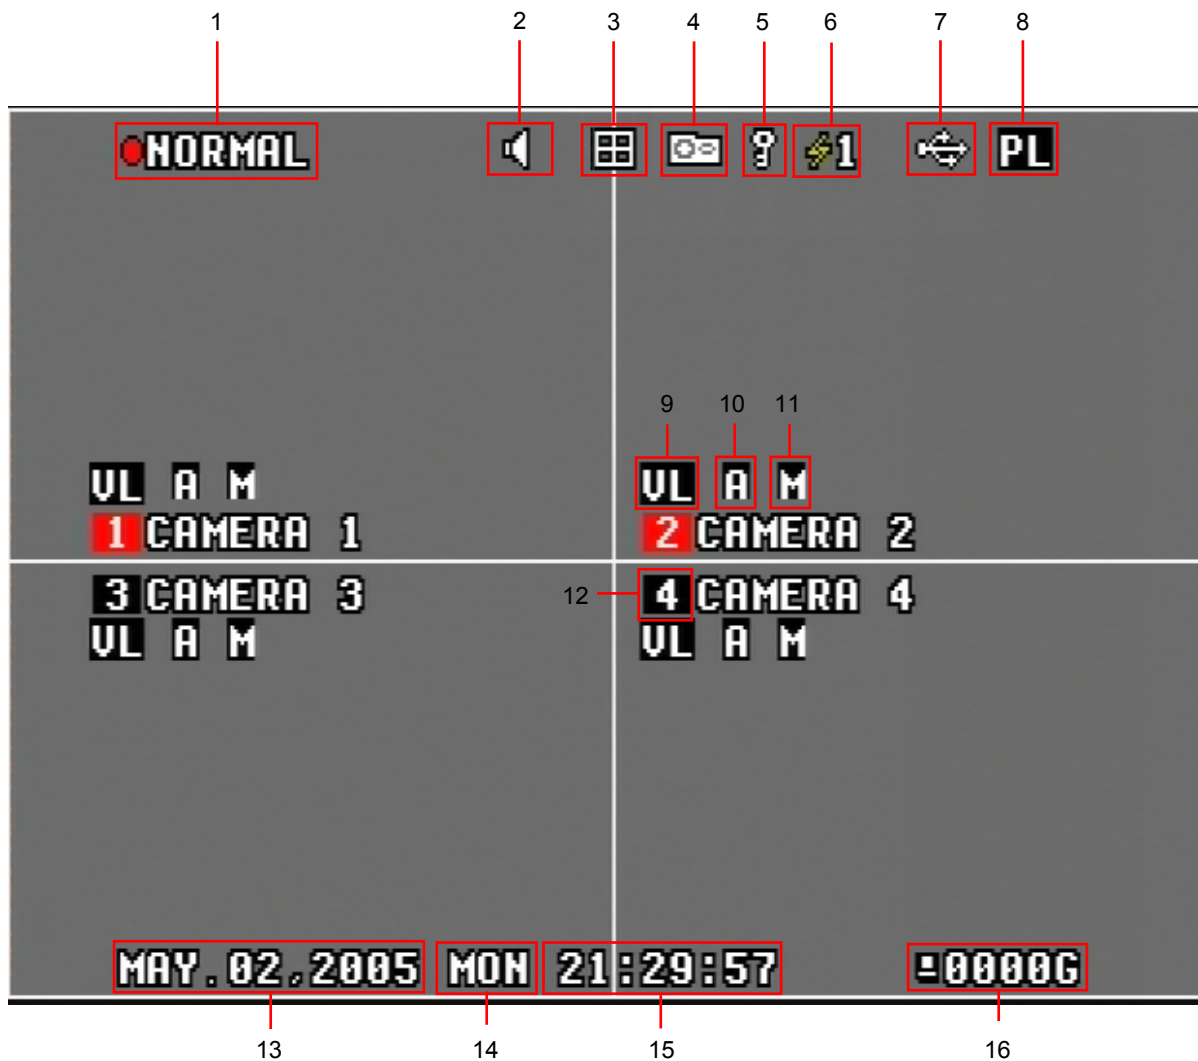 1 2 3 4 5 6 7 8
NORMAL 1 PL
9 10 11
VL A M VL A M
1 CAMERA 1 2 CAMERA 2
3 CAMERA 3 12 4 CAMERA 4
VL A M VL A M
MAY.02,2005 MON 21:29:57 0000G
13 14 15 16